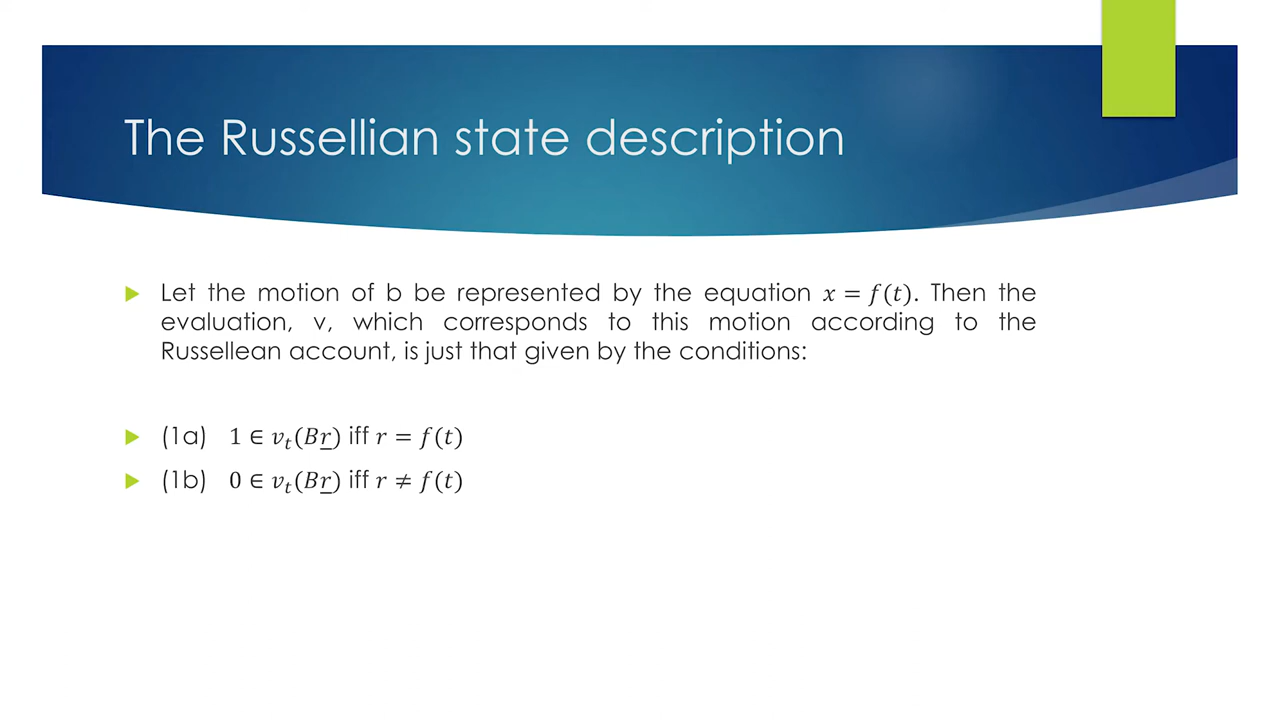 The Russellian state description
Let the motion of b be represented by the equation x = f(t). Then the
evaluation, v, which corresponds to this motion according to the
Russellean account, is just that given by the conditions:
(1a) 1 ∈ vₜ(Br̲) iff r = f(t)
(1b) 0 ∈ vₜ(Br̲) iff r ≠ f(t)